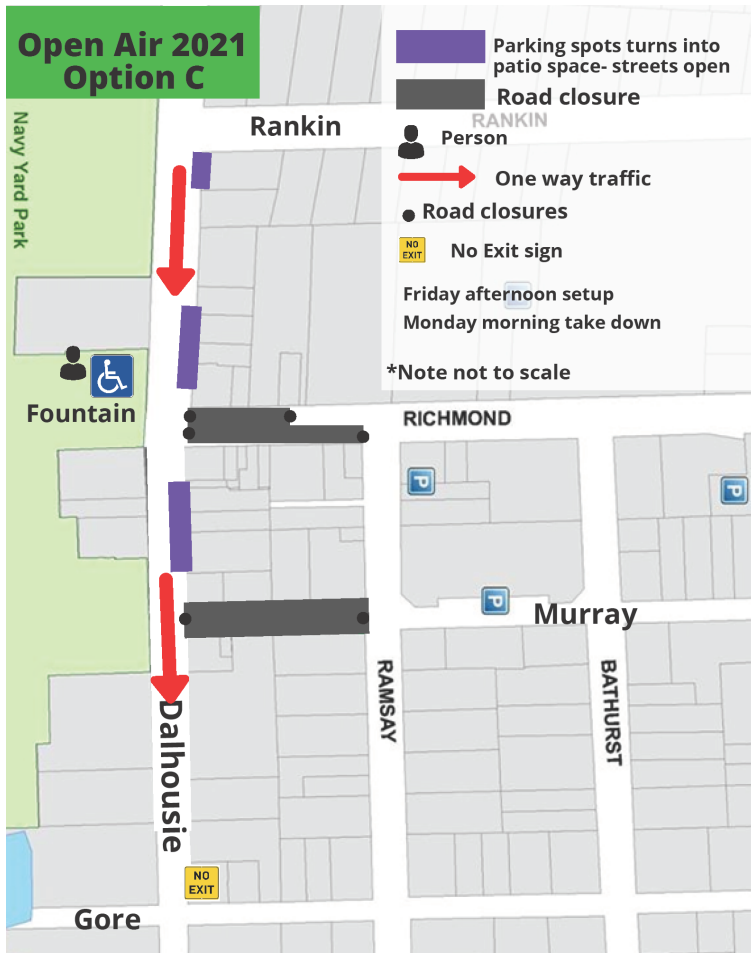 Open Air 2021
Option C
Parking spots turns into
patio space- streets open
Road closure
RANKIN
Rankin
Person
One way traffic
Road closures
NO
EXIT
No Exit sign
P
Friday afternoon setup
Monday morning take down
*Note not to scale
Navy Yard Park
Fountain
RICHMOND
P
P
P
Murray
RAMSAY
BATHURST
Dalhousie
NO
EXIT
Gore